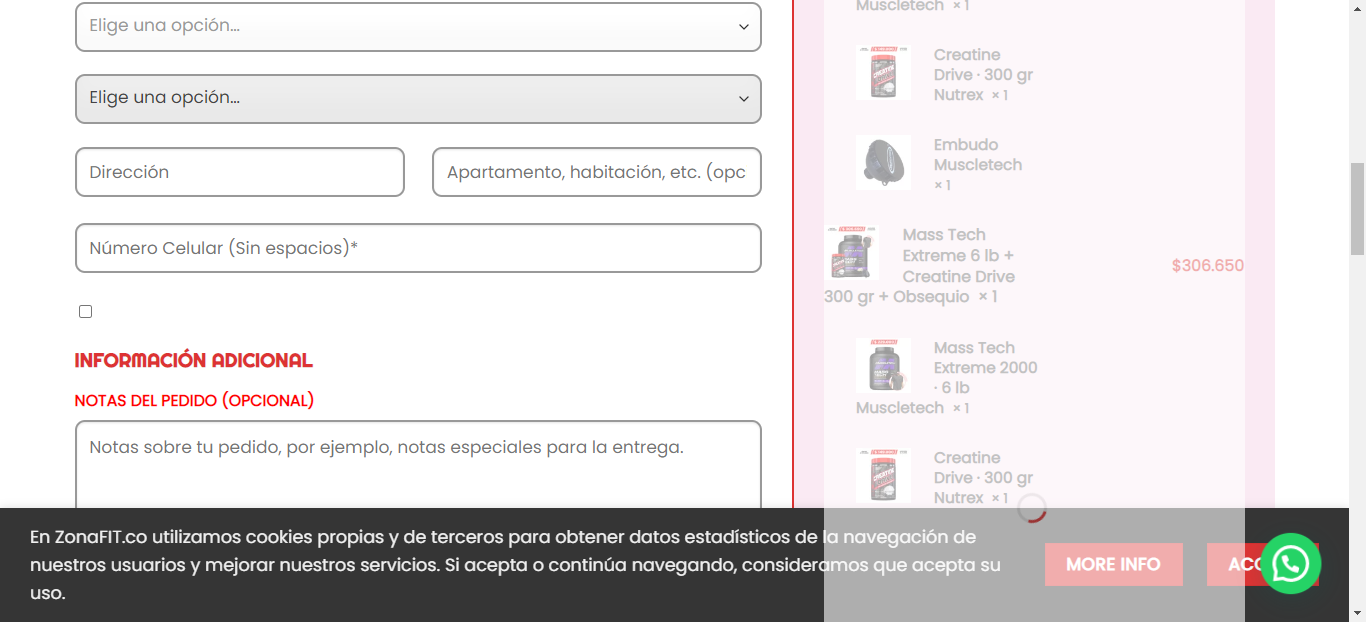 Elige una opción...
Elige una opción...
Dirección
Apartamento, habitación, etc. (opc
Número Celular (Sin espacios)*
INFORMACIÓN ADICIONAL
NOTAS DEL PEDIDO (OPCIONAL)
Notas sobre tu pedido, por ejemplo, notas especiales para la entrega.
Muscletech × 1
Creatine
Drive · 300 gr
Nutrex × 1
Embudo
Muscletech
× 1
Mass Tech
Extreme 6 lb +
Creatine Drive
300 gr + Obsequio × 1
$306.650
Mass Tech
Extreme 2000
· 6 lb
Muscletech × 1
Creatine
Drive · 300 gr
Nutrex × 1
En ZonaFIT.co utilizamos cookies propias y de terceros para obtener datos estadísticos de la navegación de
nuestros usuarios y mejorar nuestros servicios. Si acepta o continúa navegando, consideramos que acepta su
uso.
MORE INFO